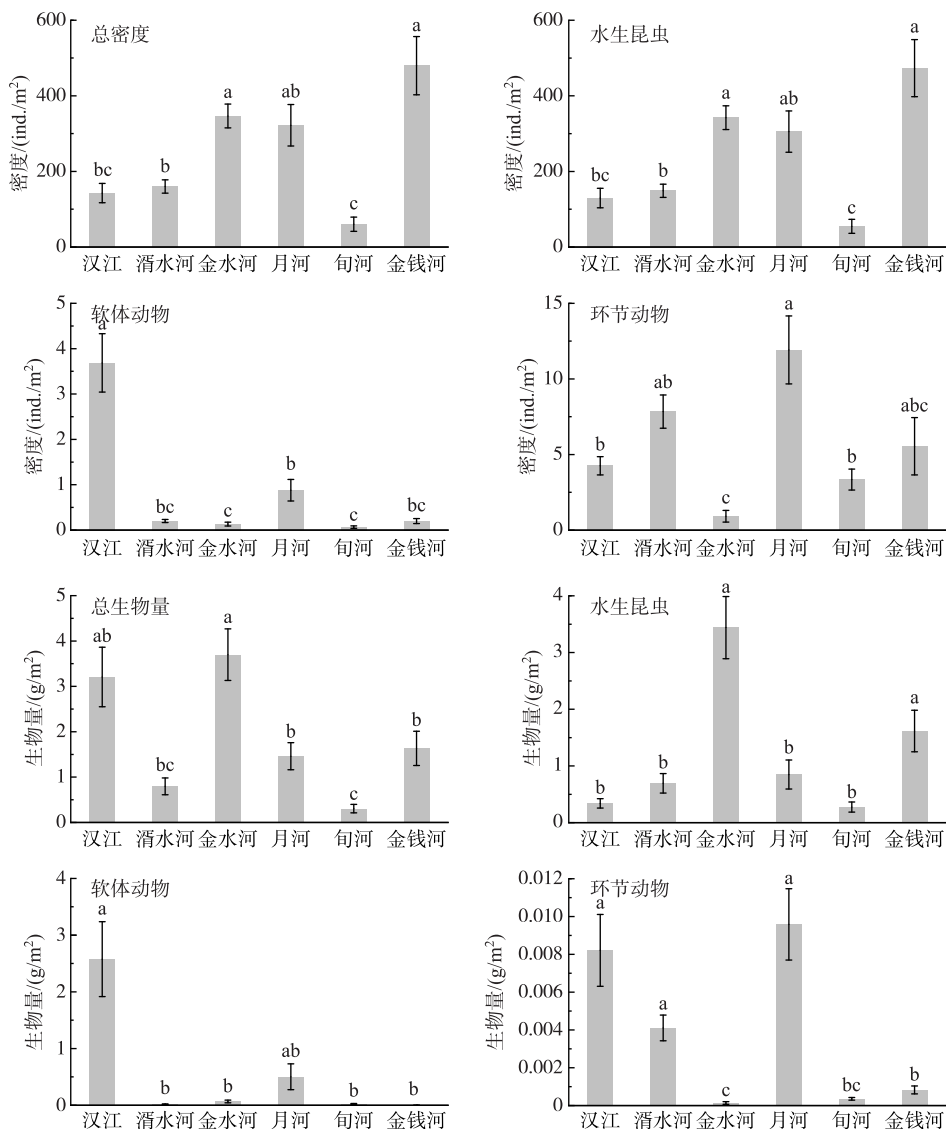 600
总密度
a
a
ab
400
密度/(ind./m²)
200
bc
b
c
0
汉江 湑水河 金水河 月河 旬河 金钱河
600
水生昆虫
a
a
ab
400
密度/(ind./m²)
200
bc
b
c
0
汉江 湑水河 金水河 月河 旬河 金钱河
5
软体动物
a
4
3
密度/(ind./m²)
2
b
1
bc
c
c
bc
0
汉江 湑水河 金水河 月河 旬河 金钱河
15
环节动物
a
10
ab
abc
密度/(ind./m²)
5
b
b
c
0
汉江 湑水河 金水河 月河 旬河 金钱河
5
总生物量
a
ab
4
3
生物量/(g/m²)
2
b
b
1
bc
c
0
汉江 湑水河 金水河 月河 旬河 金钱河
4
水生昆虫
a
3
生物量/(g/m²)
2
a
b
1
b
b
b
0
汉江 湑水河 金水河 月河 旬河 金钱河
4
软体动物
a
3
生物量/(g/m²)
2
1
ab
b
b
b
b
0
汉江 湑水河 金水河 月河 旬河 金钱河
0.012
环节动物
a
a
0.010
0.008
生物量/(g/m²)
0.006
a
0.004
0.002
c
bc
b
0
汉江 湑水河 金水河 月河 旬河 金钱河